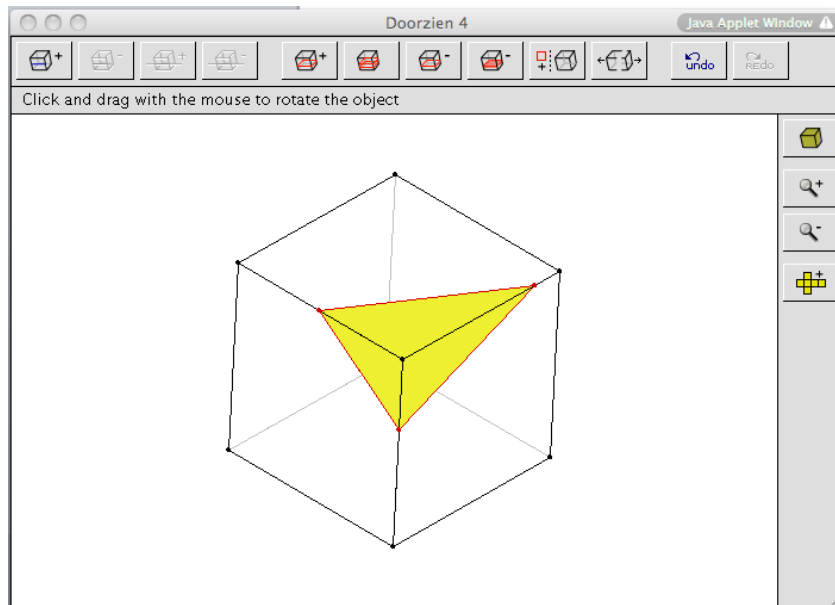 Doorzien 4
Java Applet Window
undo
REDo
Click and drag with the mouse to rotate the object